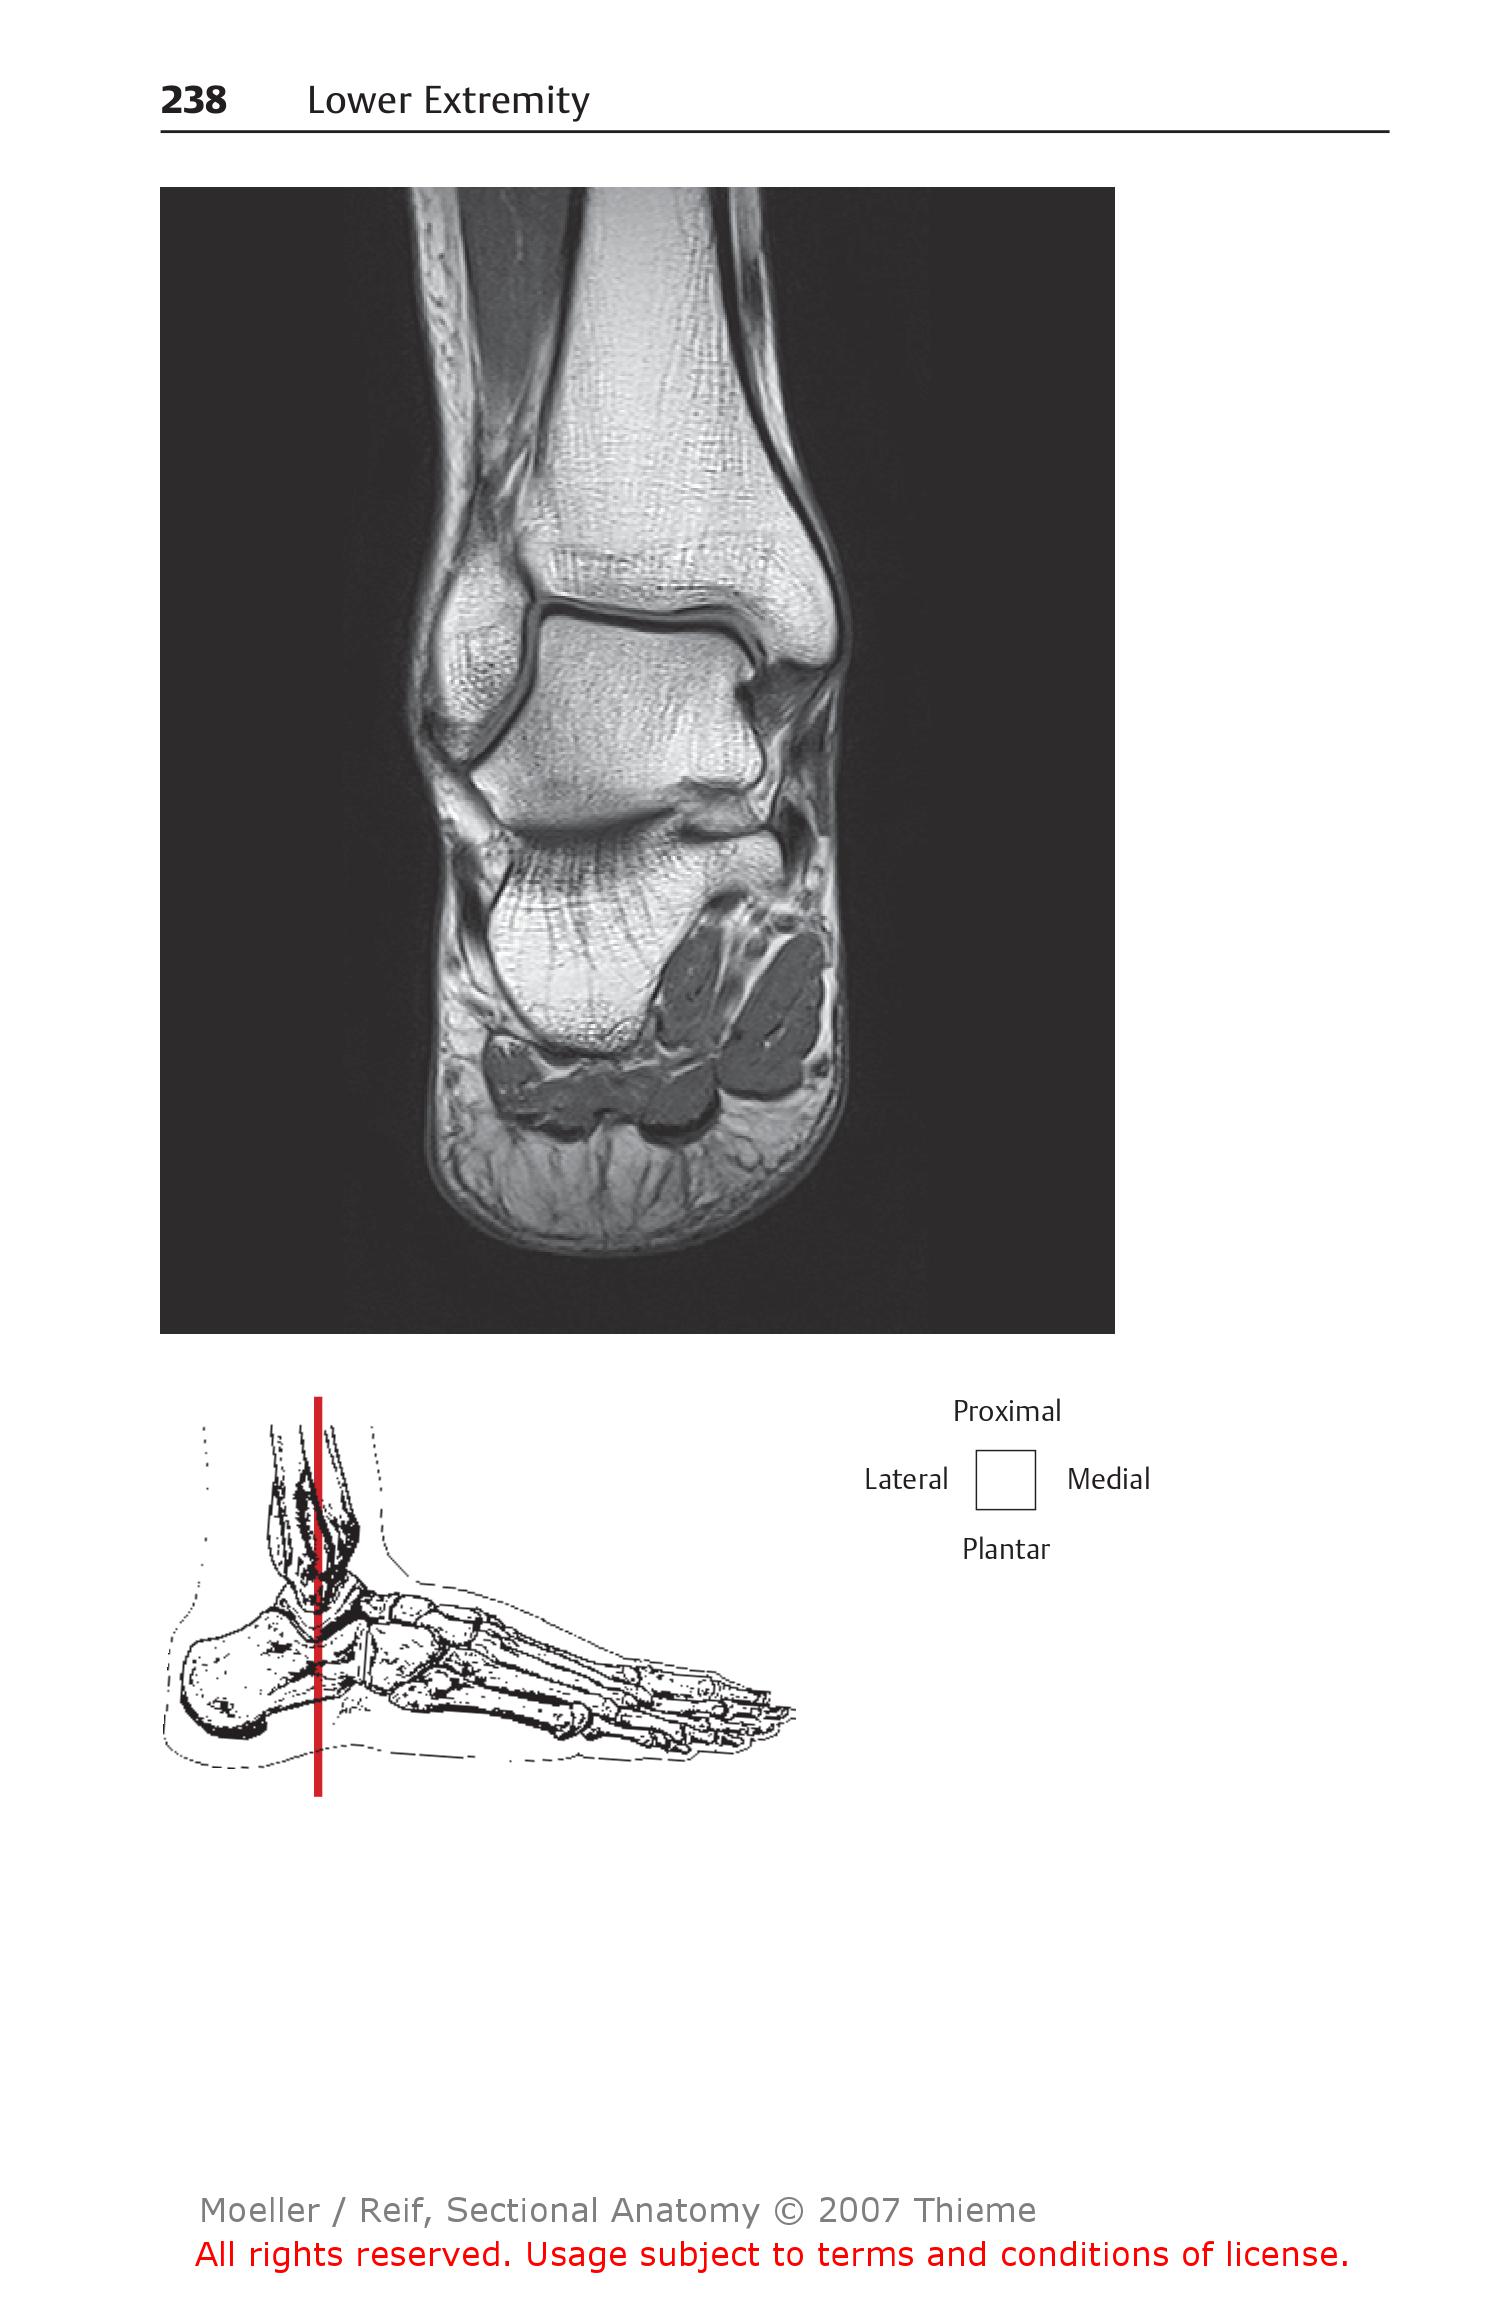 238 Lower Extremity
Proximal
Lateral Medial
Plantar
Moeller / Reif, Sectional Anatomy © 2007 Thieme
All rights reserved. Usage subject to terms and conditions of license.